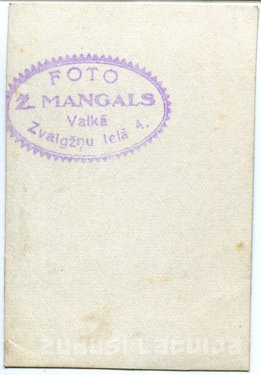 FOTO
Z. MANGALS
Valkā
Zvaigžņu ielā 4.